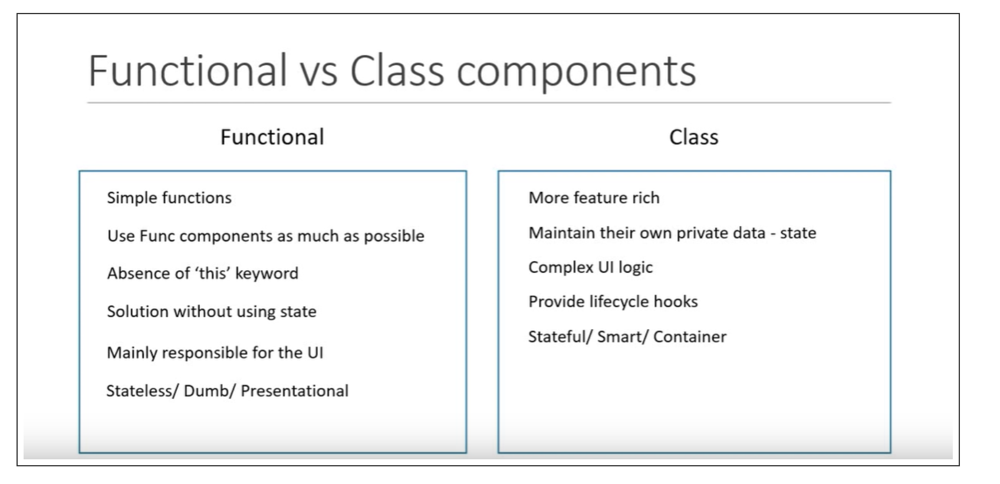 Functional vs Class components
Functional
Simple functions
Use Func components as much as possible
Absence of ‘this’ keyword
Solution without using state
Mainly responsible for the UI
Stateless/ Dumb/ Presentational
Class
More feature rich
Maintain their own private data - state
Complex UI logic
Provide lifecycle hooks
Stateful/ Smart/ Container